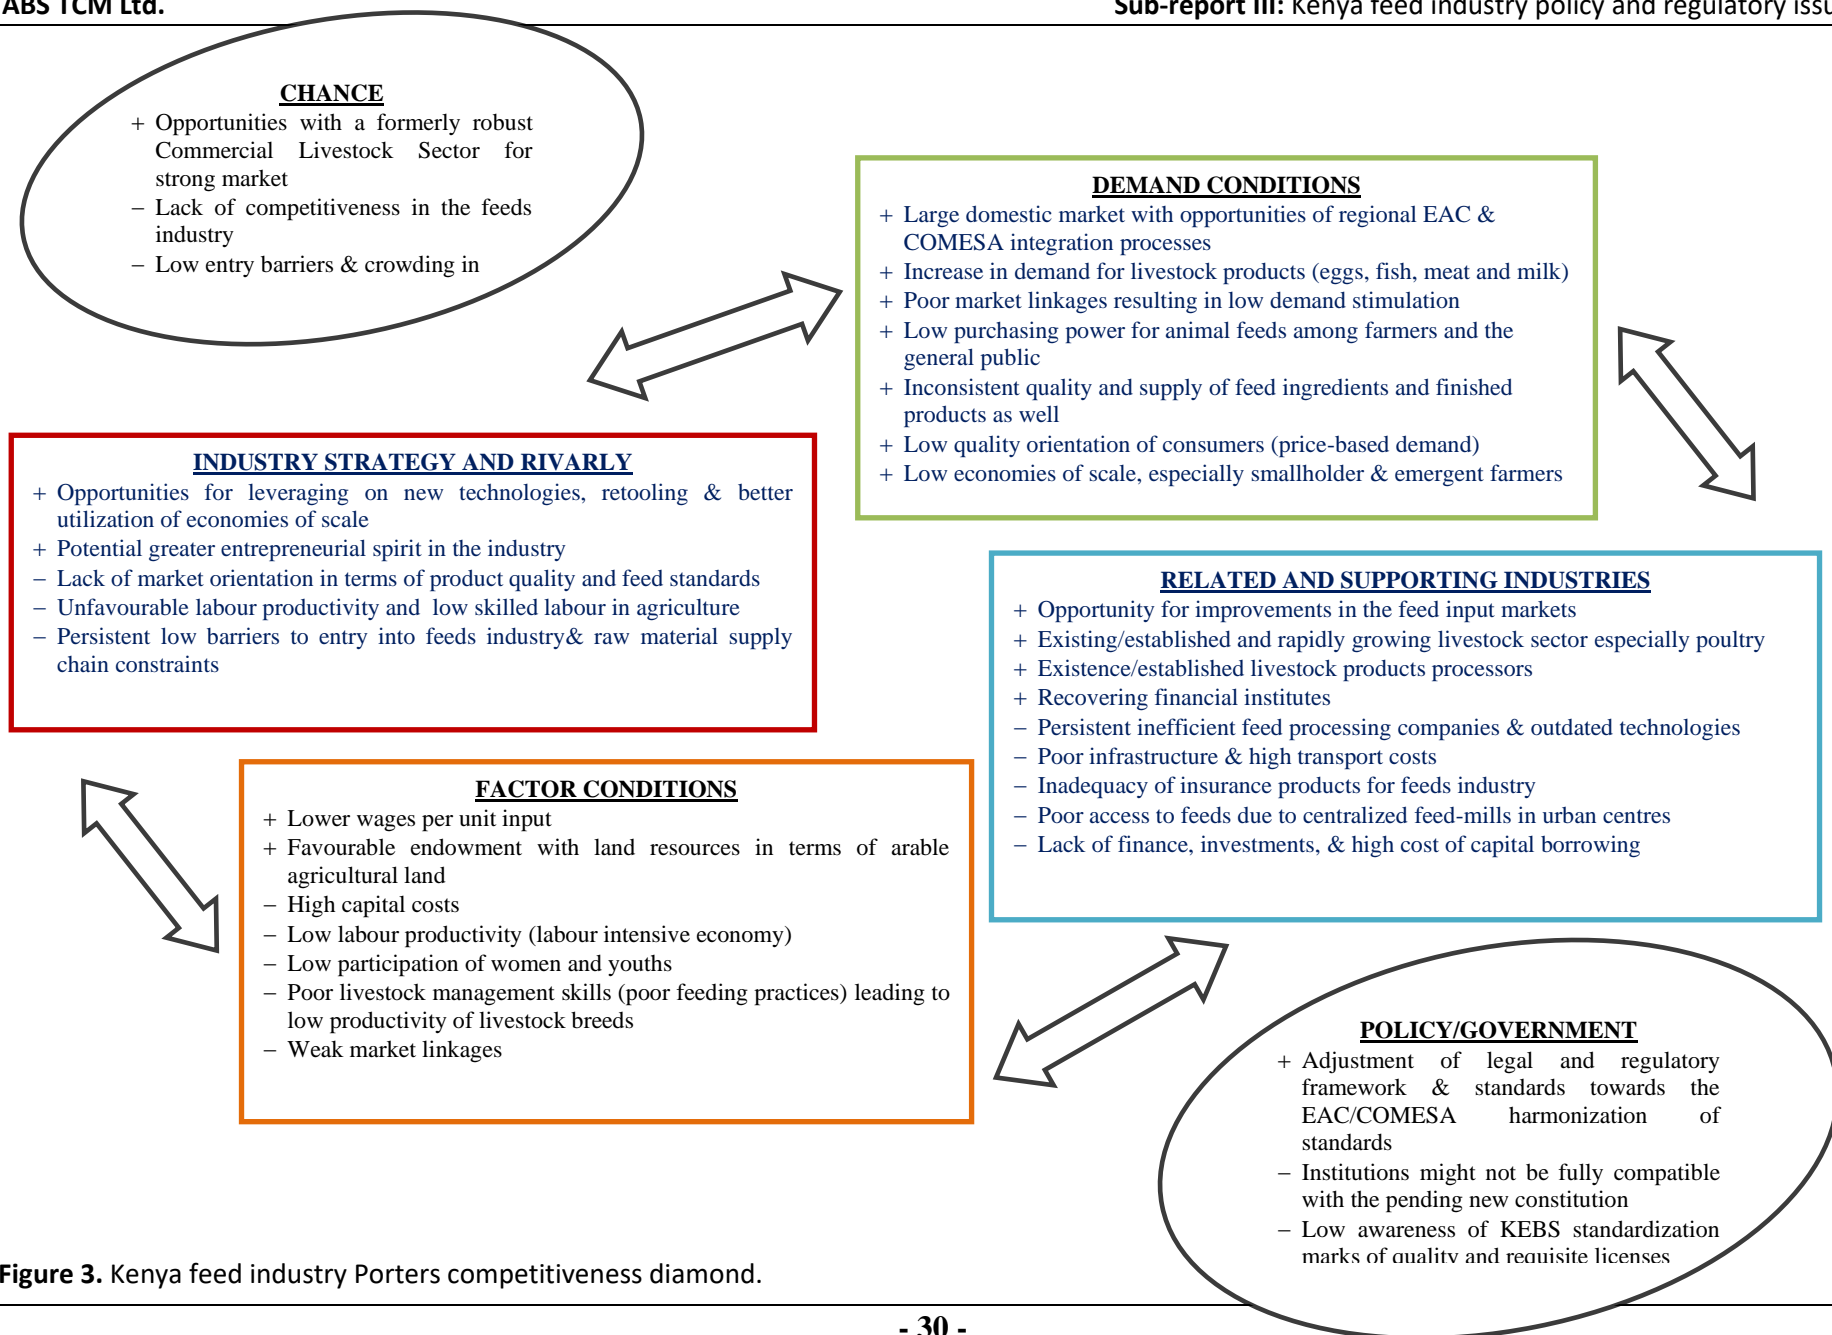 ABS TCM Ltd.
Sub-report III: Kenya feed industry policy and regulatory issu
CHANCE
+ Opportunities with a formerly robust
Commercial Livestock Sector for
strong market
− Lack of competitiveness in the feeds
industry
− Low entry barriers & crowding in
DEMAND CONDITIONS
+ Large domestic market with opportunities of regional EAC &
COMESA integration processes
+ Increase in demand for livestock products (eggs, fish, meat and milk)
+ Poor market linkages resulting in low demand stimulation
+ Low purchasing power for animal feeds among farmers and the
general public
+ Inconsistent quality and supply of feed ingredients and finished
products as well
+ Low quality orientation of consumers (price-based demand)
+ Low economies of scale, especially smallholder & emergent farmers
INDUSTRY STRATEGY AND RIVARLY
+ Opportunities for leveraging on new technologies, retooling & better
utilization of economies of scale
+ Potential greater entrepreneurial spirit in the industry
− Lack of market orientation in terms of product quality and feed standards
− Unfavourable labour productivity and low skilled labour in agriculture
− Persistent low barriers to entry into feeds industry& raw material supply
chain constraints
RELATED AND SUPPORTING INDUSTRIES
+ Opportunity for improvements in the feed input markets
+ Existing/established and rapidly growing livestock sector especially poultry
+ Existence/established livestock products processors
+ Recovering financial institutes
− Persistent inefficient feed processing companies & outdated technologies
− Poor infrastructure & high transport costs
− Inadequacy of insurance products for feeds industry
− Poor access to feeds due to centralized feed-mills in urban centres
− Lack of finance, investments, & high cost of capital borrowing
FACTOR CONDITIONS
+ Lower wages per unit input
+ Favourable endowment with land resources in terms of arable
agricultural land
− High capital costs
− Low labour productivity (labour intensive economy)
− Low participation of women and youths
− Poor livestock management skills (poor feeding practices) leading to
low productivity of livestock breeds
− Weak market linkages
POLICY/GOVERNMENT
+ Adjustment of legal and regulatory
framework & standards towards the
EAC/COMESA harmonization of
standards
− Institutions might not be fully compatible
with the pending new constitution
− Low awareness of KEBS standardization
marks of quality and requisite licenses
Figure 3. Kenya feed industry Porters competitiveness diamond.
- 30 -